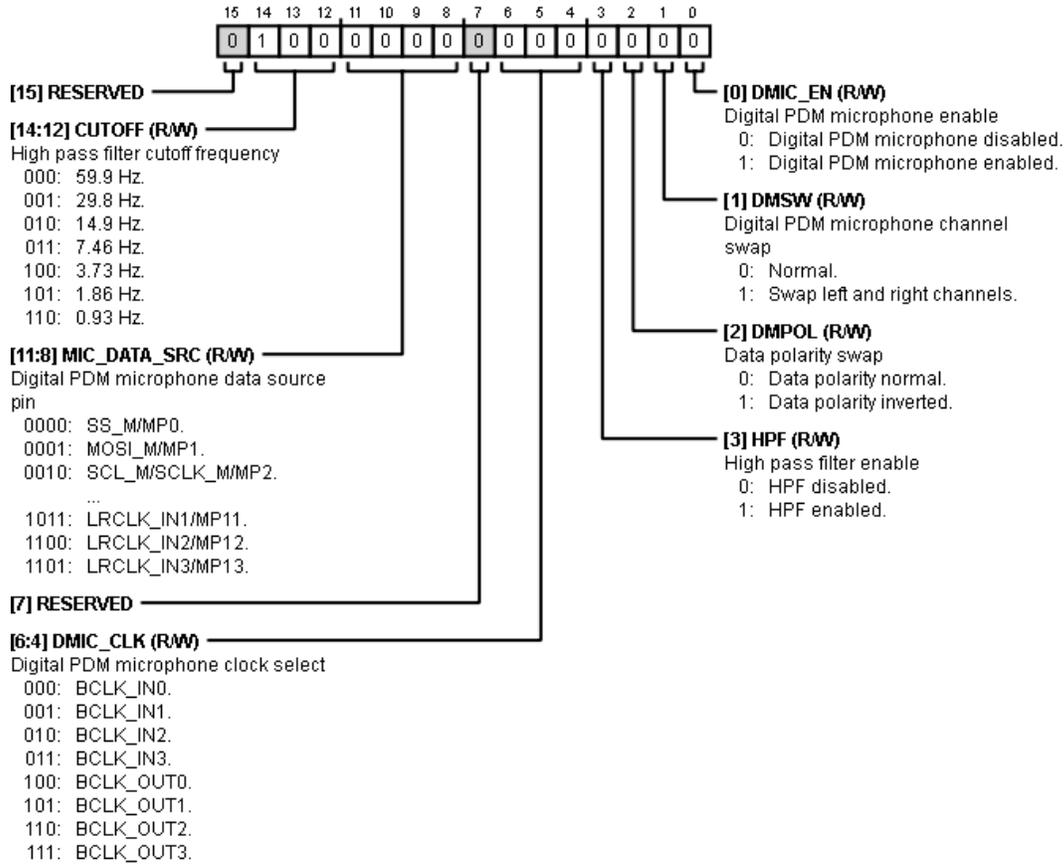 15 14 13 12 11 10 9 8 7 6 5 4 3 2 1 0
0 1 0 0 0 0 0 0 0 0 0 0 0 0 0 0
[15] RESERVED
[14:12] CUTOFF (R/W)
High pass filter cutoff frequency
000: 59.9 Hz.
001: 29.8 Hz.
010: 14.9 Hz.
011: 7.46 Hz.
100: 3.73 Hz.
101: 1.86 Hz.
110: 0.93 Hz.
[11:8] MIC_DATA_SRC (R/W)
Digital PDM microphone data source
pin
0000: SS_M/MP0.
0001: MOSI_M/MP1.
0010: SCL_M/SCLK_M/MP2.
...
1011: LRCLK_IN1/MP11.
1100: LRCLK_IN2/MP12.
1101: LRCLK_IN3/MP13.
[7] RESERVED
[6:4] DMIC_CLK (R/W)
Digital PDM microphone clock select
000: BCLK_IN0.
001: BCLK_IN1.
010: BCLK_IN2.
011: BCLK_IN3.
100: BCLK_OUT0.
101: BCLK_OUT1.
110: BCLK_OUT2.
111: BCLK_OUT3.
[0] DMIC_EN (R/W)
Digital PDM microphone enable
0: Digital PDM microphone disabled.
1: Digital PDM microphone enabled.
[1] DMSW (R/W)
Digital PDM microphone channel
swap
0: Normal.
1: Swap left and right channels.
[2] DMPOL (R/W)
Data polarity swap
0: Data polarity normal.
1: Data polarity inverted.
[3] HPF (R/W)
High pass filter enable
0: HPF disabled.
1: HPF enabled.